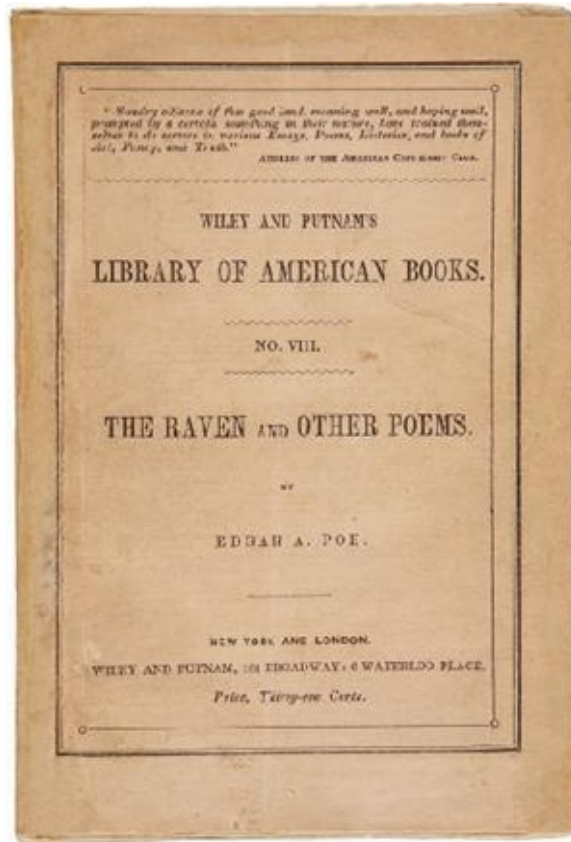 "Sundry citizens of this good land, meaning well, and hoping well,
prompted by a certain something in their nature, have trained them-
selves to do service in various Essays, Poems, Histories, and books of
Art, Fancy, and Truth."
ADDRESS OF THE AMERICAN COPY-RIGHT CLUB.
WILEY AND PUTNAM'S
LIBRARY OF AMERICAN BOOKS.
NO. VIII.
THE RAVEN AND OTHER POEMS.
BY
EDGAR A. POE.
NEW YORK AND LONDON.
WILEY AND PUTNAM, 161 BROADWAY: 6 WATERLOO PLACE.
Price, Thirty-one Cents.